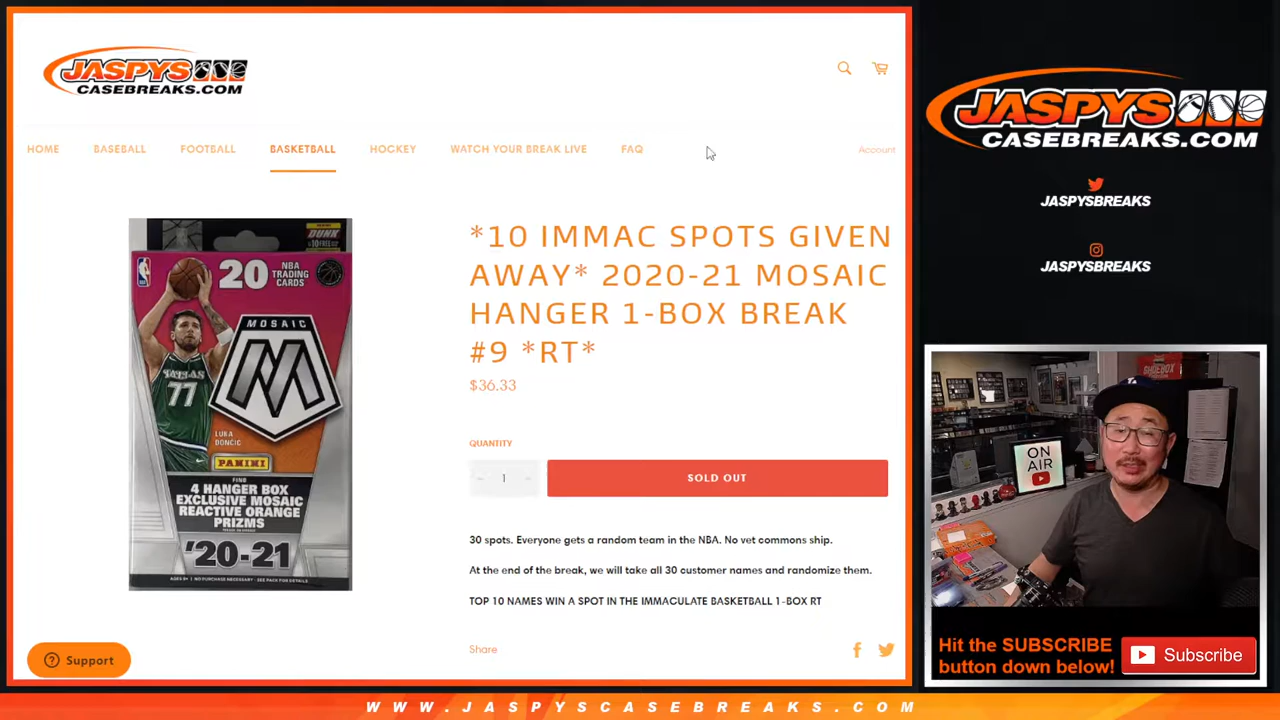 JASPYS
CASEBREAKS.COM
HOME BASEBALL FOOTBALL BASKETBALL HOCKEY WATCH YOUR BREAK LIVE FAQ Account
20 NBA TRADING CARDS
DUNK
MOSAIC
M
DALLAS
77
LUKA
DONČIĆ
PANINI
FIND
4 HANGER BOX
EXCLUSIVE MOSAIC
REACTIVE ORANGE
PRIZMS
'20-21
*10 IMMAC SPOTS GIVEN
AWAY* 2020-21 MOSAIC
HANGER 1-BOX BREAK
#9 *RT*
$36.33
QUANTITY
1
SOLD OUT
30 spots. Everyone gets a random team in the NBA. No vet commons ship.
At the end of the break, we will take all 30 customer names and randomize them.
TOP 10 NAMES WIN A SPOT IN THE IMMACULATE BASKETBALL 1-BOX RT
Share
Support
JASPYS
CASEBREAKS.COM
JASPYSBREAKS
JASPYSBREAKS
ON
AIR
Hit the SUBSCRIBE
button down below!
Subscribe
WWW.JASPYSCASEBREAKS.COM